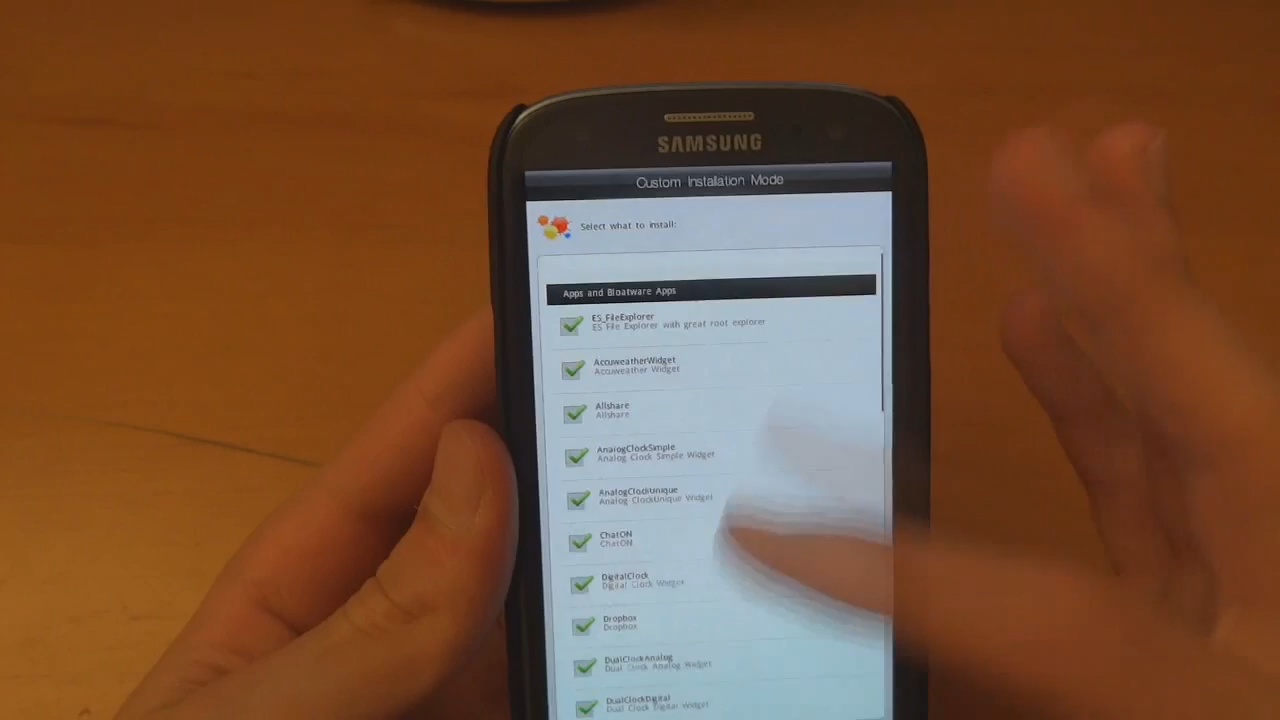 SAMSUNG
Custom Installation Mode
Select what to install:
Apps and Bloatware Apps
ES_FileExplorer
ES File Explorer with great root explorer
AccuweatherWidget
Accuweather Widget
Allshare
Allshare
AnalogClockSimple
Analog Clock Simple Widget
AnalogClockUnique
Analog ClockUnique Widget
ChatON
ChatON
DigitalClock
Digital Clock Widget
Dropbox
Dropbox
DualClockAnalog
Dual Clock Analog Widget
DualClockDigital
Dual Clock Digital Widget